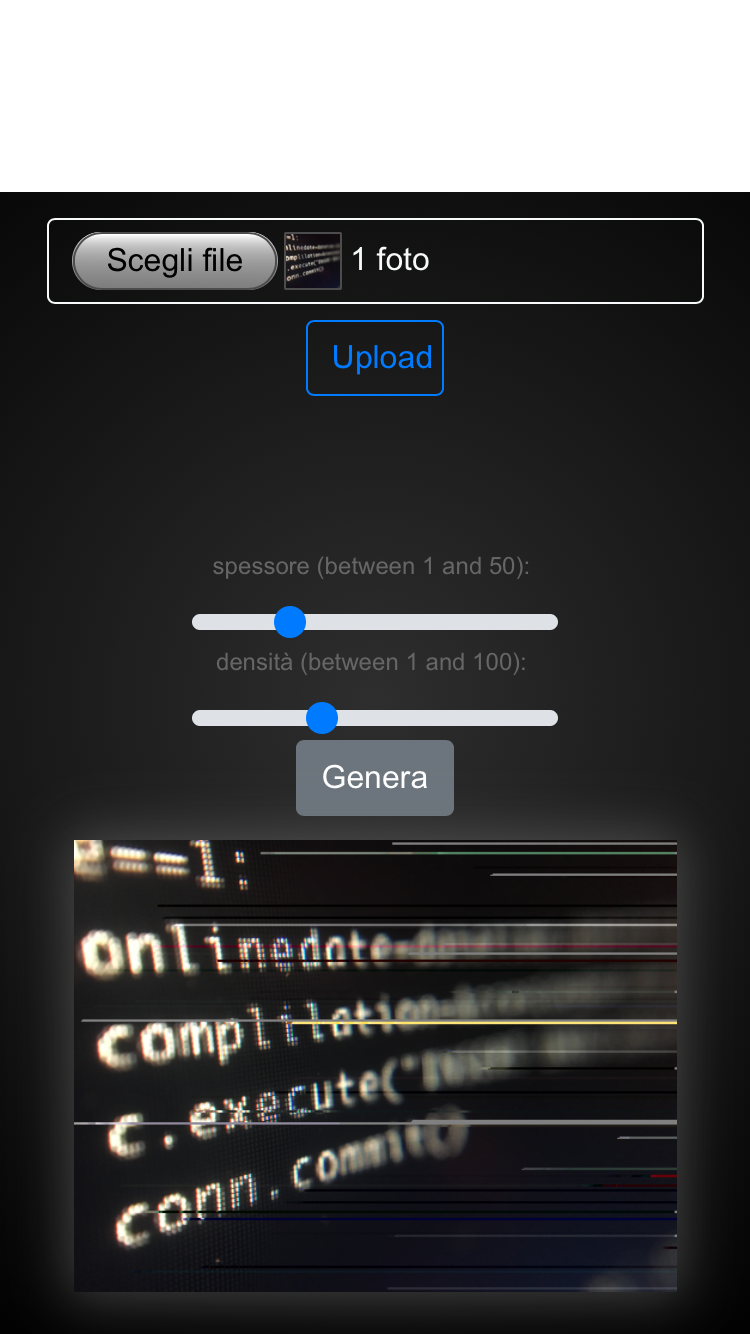 Scegli file 1 foto
Upload
spessore (between 1 and 50):
densità (between 1 and 100):
Genera
e==1:
onlinedate=
complilation=
c.execute("
conn.commit()